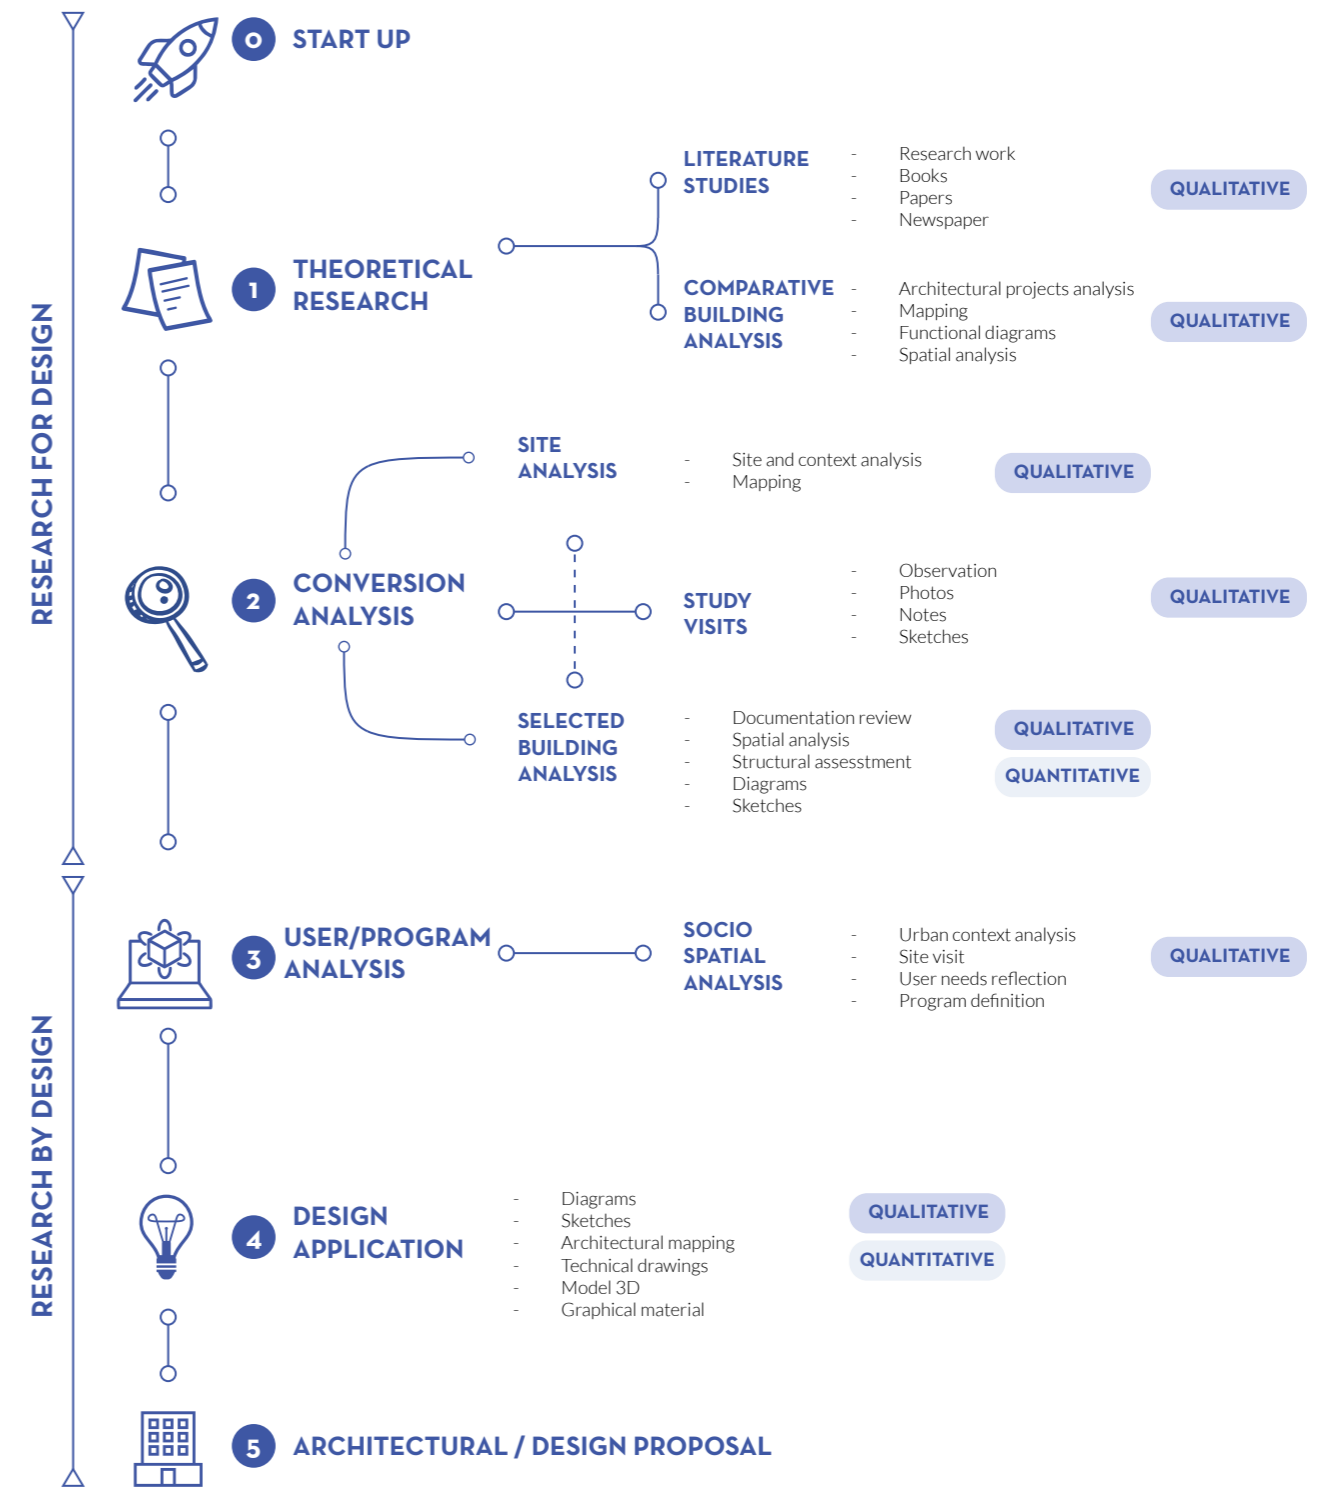 RESEARCH FOR DESIGN
0 START UP
1 THEORETICAL
RESEARCH
LITERATURE
STUDIES
- Research work
- Books
- Papers
- Newspaper
QUALITATIVE
COMPARATIVE
BUILDING
ANALYSIS
- Architectural projects analysis
- Mapping
- Functional diagrams
- Spatial analysis
QUALITATIVE
2 CONVERSION
ANALYSIS
SITE
ANALYSIS
- Site and context analysis
- Mapping
QUALITATIVE
STUDY
VISITS
- Observation
- Photos
- Notes
- Sketches
QUALITATIVE
SELECTED
BUILDING
ANALYSIS
- Documentation review
- Spatial analysis
- Structural assesstment
- Diagrams
- Sketches
QUALITATIVE
QUANTITATIVE
RESEARCH BY DESIGN
3 USER/PROGRAM
ANALYSIS
SOCIO
SPATIAL
ANALYSIS
- Urban context analysis
- Site visit
- User needs reflection
- Program definition
QUALITATIVE
4 DESIGN
APPLICATION
- Diagrams
- Sketches
- Architectural mapping
- Technical drawings
- Model 3D
- Graphical material
QUALITATIVE
QUANTITATIVE
5 ARCHITECTURAL / DESIGN PROPOSAL